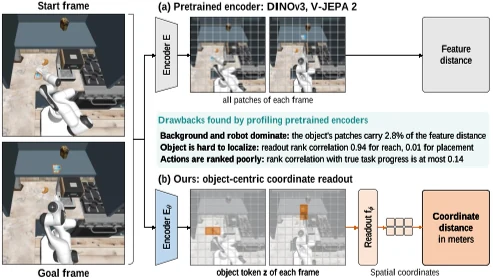 Start frame
(a) Pretrained encoder: DINOv3, V-JEPA 2
Encoder E
all patches of each frame
Feature
distance
Drawbacks found by profiling pretrained encoders
Background and robot dominate: the object's patches carry 2.8% of the feature distance
Object is hard to localize: readout rank correlation 0.94 for reach, 0.01 for placement
Actions are ranked poorly: rank correlation with true task progress is at most 0.14
(b) Ours: object-centric coordinate readout
Encoder Eθ
object token z of each frame
Readout fϕ
Spatial coordinates
Coordinate
distance
in meters
Goal frame